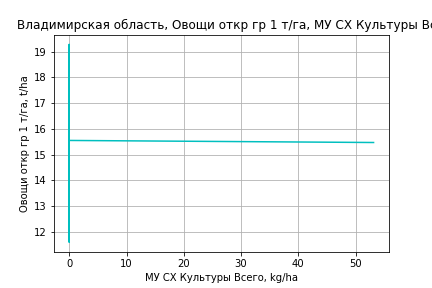 Владимирская область, Овощи откр гр 1 т/га, МУ СХ Культуры Вс
19
18
17
16
15
14
13
12
Овощи откр гр 1 т/га, t/ha
0 10 20 30 40 50
МУ СХ Культуры Всего, kg/ha